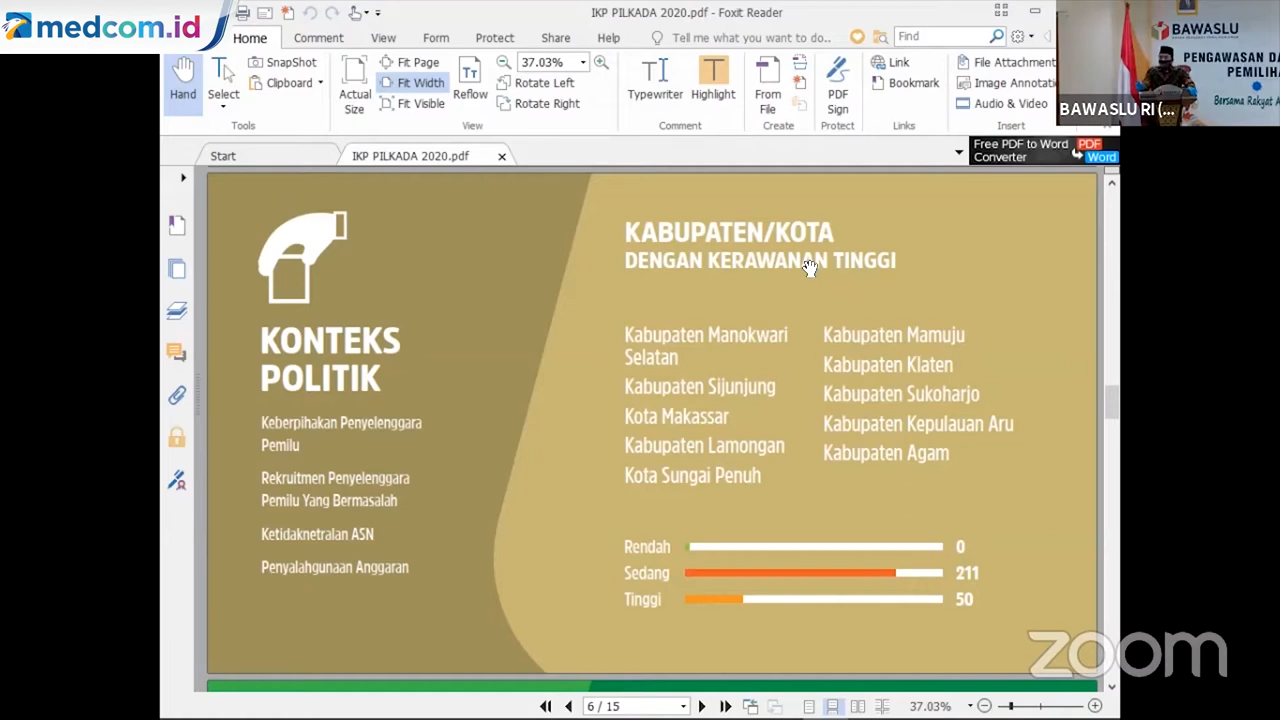 medcom.id
IKP PILKADA 2020.pdf - Foxit Reader
Home Comment View Form Protect Share Help Tell me what you want to do... Find
Hand
Select
SnapShot
Clipboard
Tools
Actual
Size
Fit Page
Fit Width
Fit Visible
Reflow
37.03%
Rotate Left
Rotate Right
View
Typewriter
Highlight
Comment
From
File
Create
PDF
Sign
Protect
Link
Bookmark
Links
File Attachment
Image Annotation
Audio & Video
Insert
BAWASLU
PENGAWASAN
PEMILIHA
Bersama Rakyat A
BAWASLU RI (...
Start
IKP PILKADA 2020.pdf
Free PDF to Word
Converter
PDF
Word
KONTEKS
POLITIK
Keberpihakan Penyelenggara
Pemilu
Rekruitmen Penyelenggara
Pemilu Yang Bermasalah
Ketidaknetralan ASN
Penyalahgunaan Anggaran
KABUPATEN/KOTA
DENGAN KERAWANAN TINGGI
Kabupaten Manokwari
Selatan
Kabupaten Sijunjung
Kota Makassar
Kabupaten Lamongan
Kota Sungai Penuh
Kabupaten Mamuju
Kabupaten Klaten
Kabupaten Sukoharjo
Kabupaten Kepulauan Aru
Kabupaten Agam
Rendah 0
Sedang 211
Tinggi 50
zoom
6 / 15
37.03%